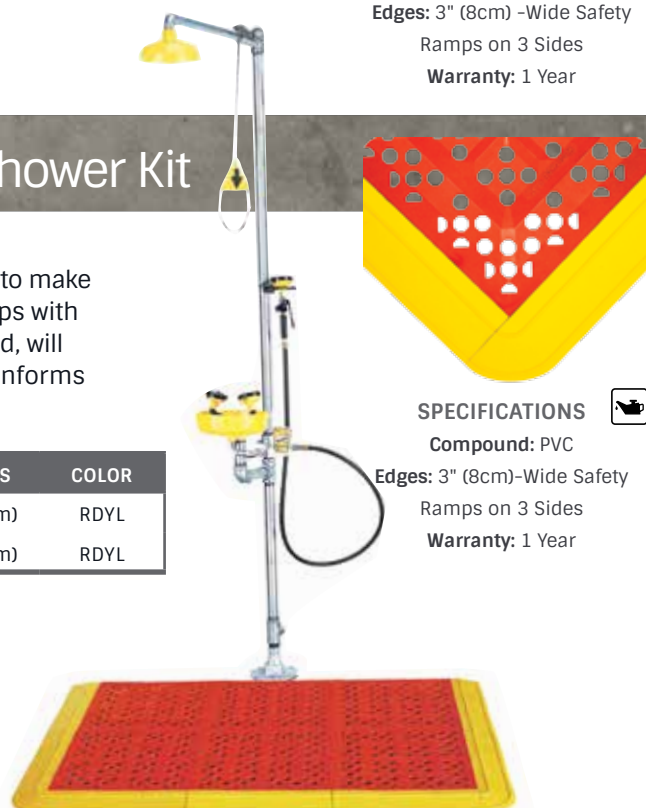 Edges: 3" (8cm) -Wide Safety
Ramps on 3 Sides
Warranty: 1 Year
hower Kit
to make
ps with
d, will
nforms
S COLOR
m) RDYL
m) RDYL
SPECIFICATIONS
Compound: PVC
Edges: 3" (8cm)-Wide Safety
Ramps on 3 Sides
Warranty: 1 Year